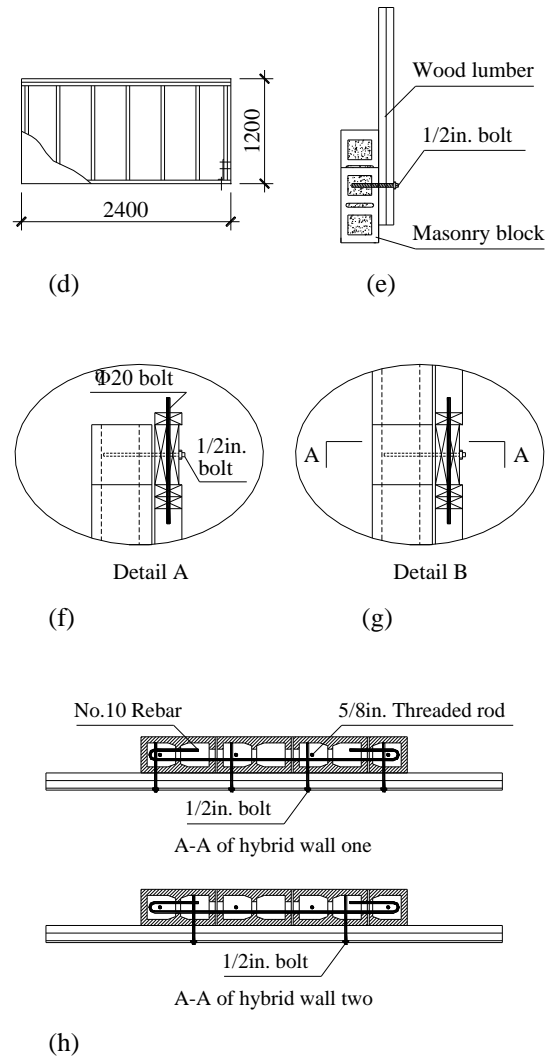 1200
2400
(d)
Wood lumber
1/2in. bolt
Masonry block
(e)
Φ20 bolt
1/2in.
bolt
Detail A
(f)
A A
Detail B
(g)
No.10 Rebar
5/8in. Threaded rod
1/2in. bolt
A-A of hybrid wall one
1/2in. bolt
A-A of hybrid wall two
(h)